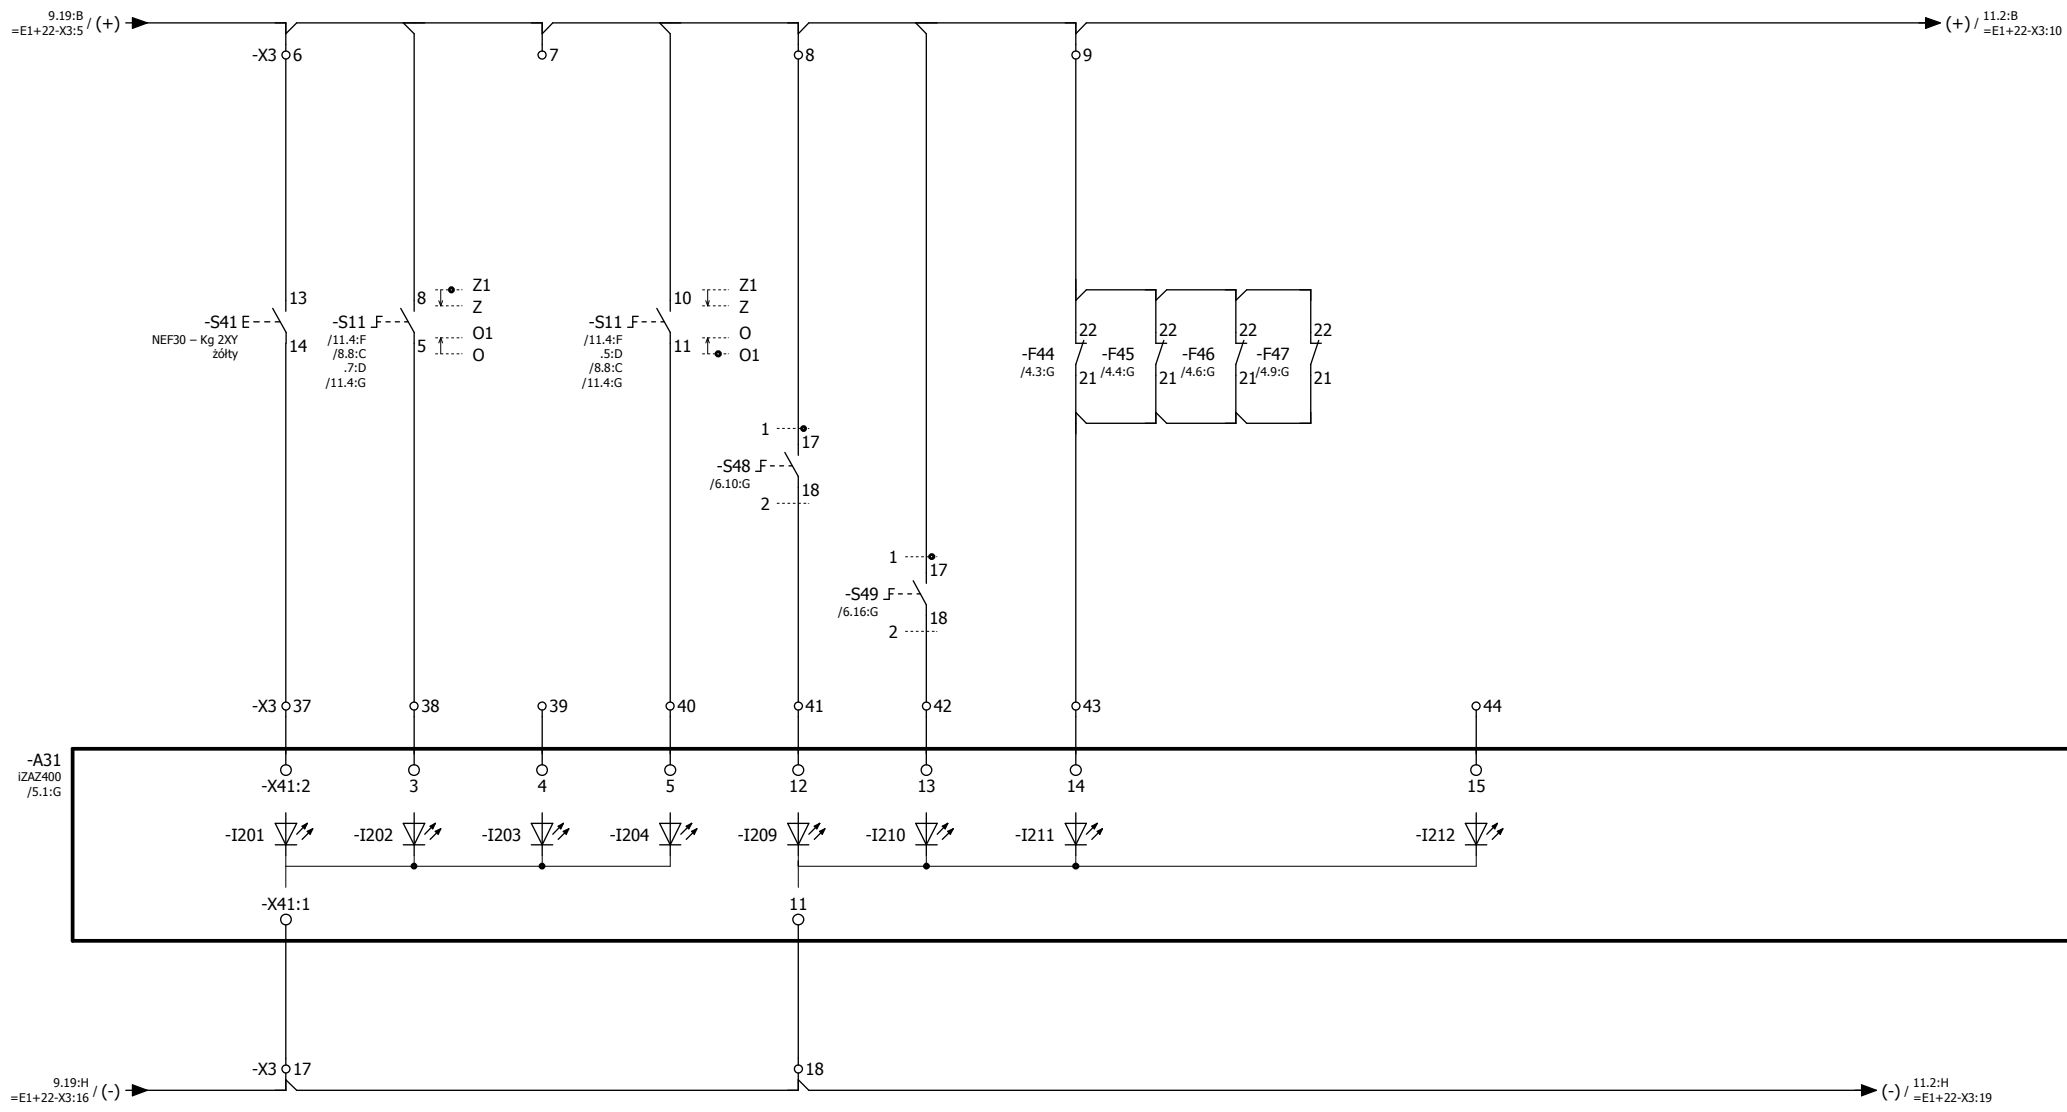 9.19:B
=E1+22-X3:5 / (+)
(+) / 11.2:B
=E1+22-X3:10
-X3 6
7
8
9
13
-S41
NEF30 – Kg 2XY
żółty
14
8
-S11
/11.4:F
/8.8:C
.7:D
/11.4:G
5
Z1
Z
O1
O
10
-S11
/11.4:F
.5:D
/8.8:C
/11.4:G
11
Z1
Z
O
O1
22
-F44
/4.3:G
21
22
-F45
/4.4:G
21
22
-F46
/4.6:G
21
22
-F47
/4.9:G
21
1
17
-S48
/6.10:G
18
2
1
17
-S49
/6.16:G
18
2
-X3 37
38
39
40
41
42
43
44
-A31
iZAZ400
/5.1:G
-X41:2
3
4
5
12
13
14
15
-I201
-I202
-I203
-I204
-I209
-I210
-I211
-I212
-X41:1
11
-X3 17
18
9.19:H
=E1+22-X3:16 / (-)
(-) / 11.2:H
=E1+22-X3:19